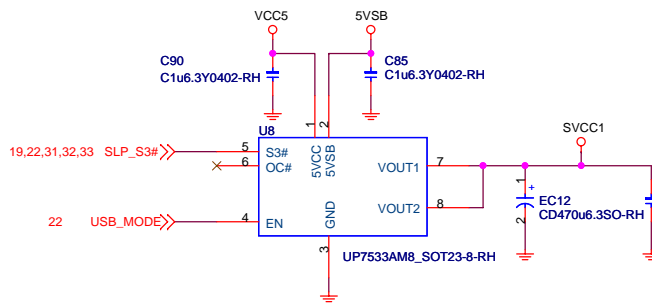 VCC5
5VSB
C90
C1u6.3Y0402-RH
C85
C1u6.3Y0402-RH
SVCC1
U8
1
2
5VCC
5VSB
19,22,31,32,33 SLP_S3#
5
S3#
6
OC#
VOUT1
7
VOUT2
8
22 USB_MODE
4
EN
GND
3
1
+
2
EC12
CD470u6.3SO-RH
UP7533AM8_SOT23-8-RH